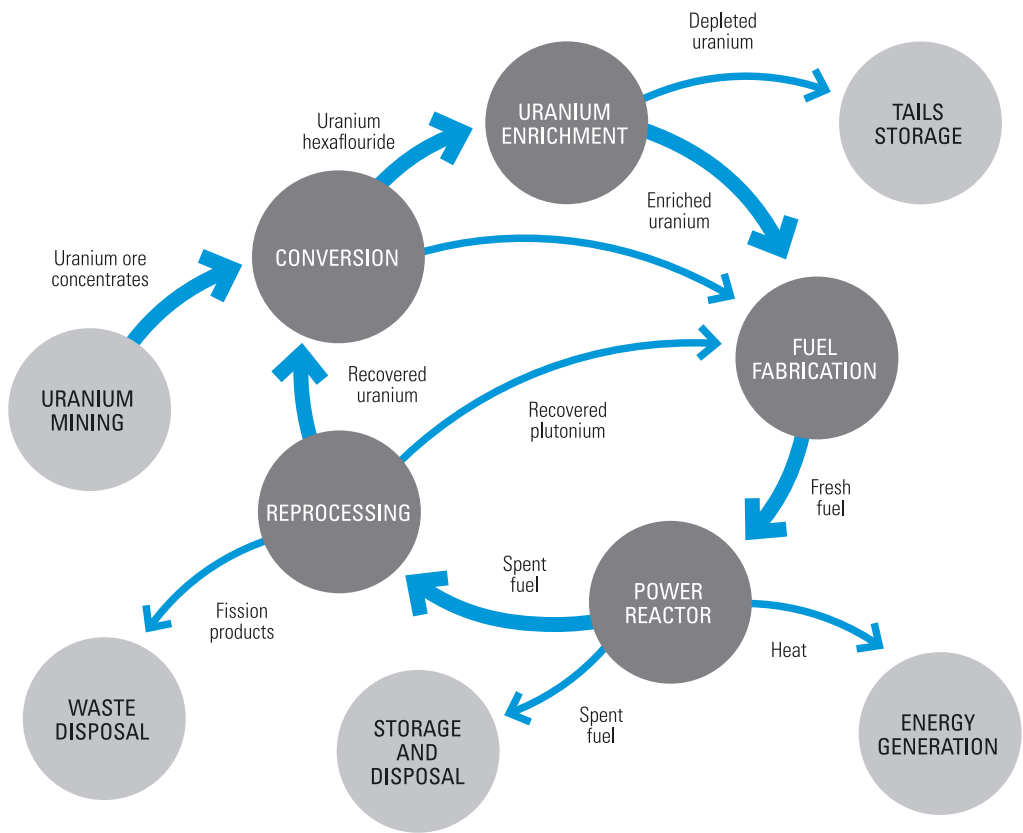 Depleted
uranium
URANIUM
ENRICHMENT
TAILS
STORAGE
Uranium
hexaflouride
Enriched
uranium
CONVERSION
Uranium ore
concentrates
FUEL
FABRICATION
URANIUM
MINING
Recovered
uranium
Recovered
plutonium
REPROCESSING
Fresh
fuel
Spent
fuel
POWER
REACTOR
Fission
products
Heat
WASTE
DISPOSAL
STORAGE
AND
DISPOSAL
Spent
fuel
ENERGY
GENERATION